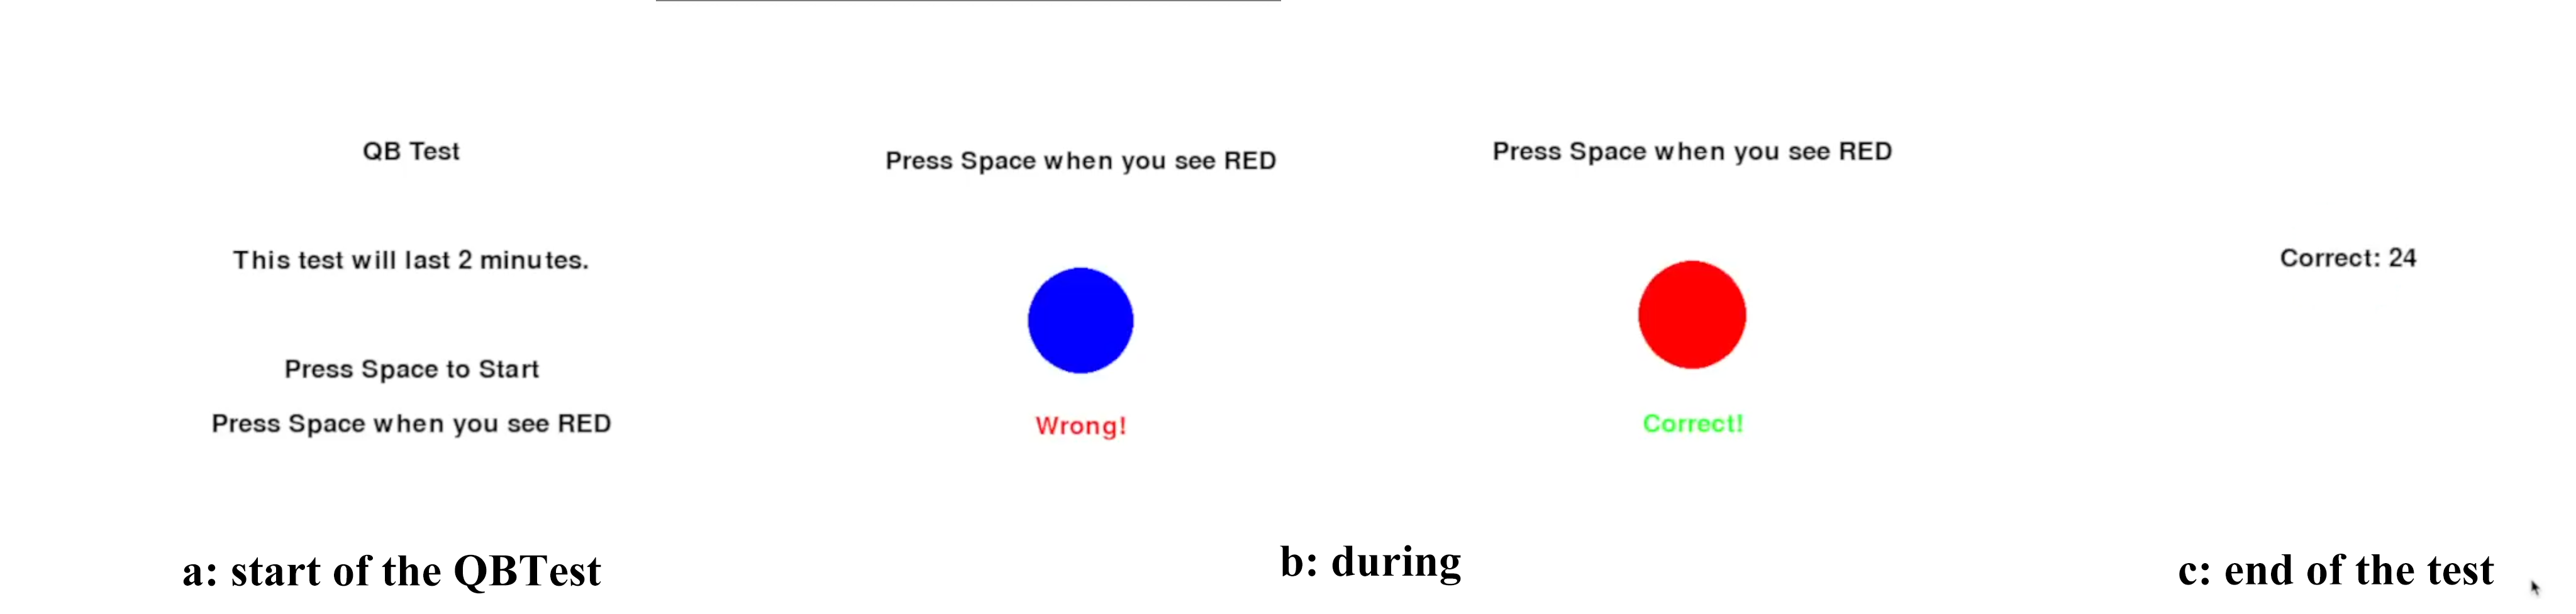 QB Test
This test will last 2 minutes.
Press Space to Start
Press Space when you see RED
a: start of the QBTest
Press Space when you see RED
Wrong!
Press Space when you see RED
Correct!
b: during
Correct: 24
c: end of the test